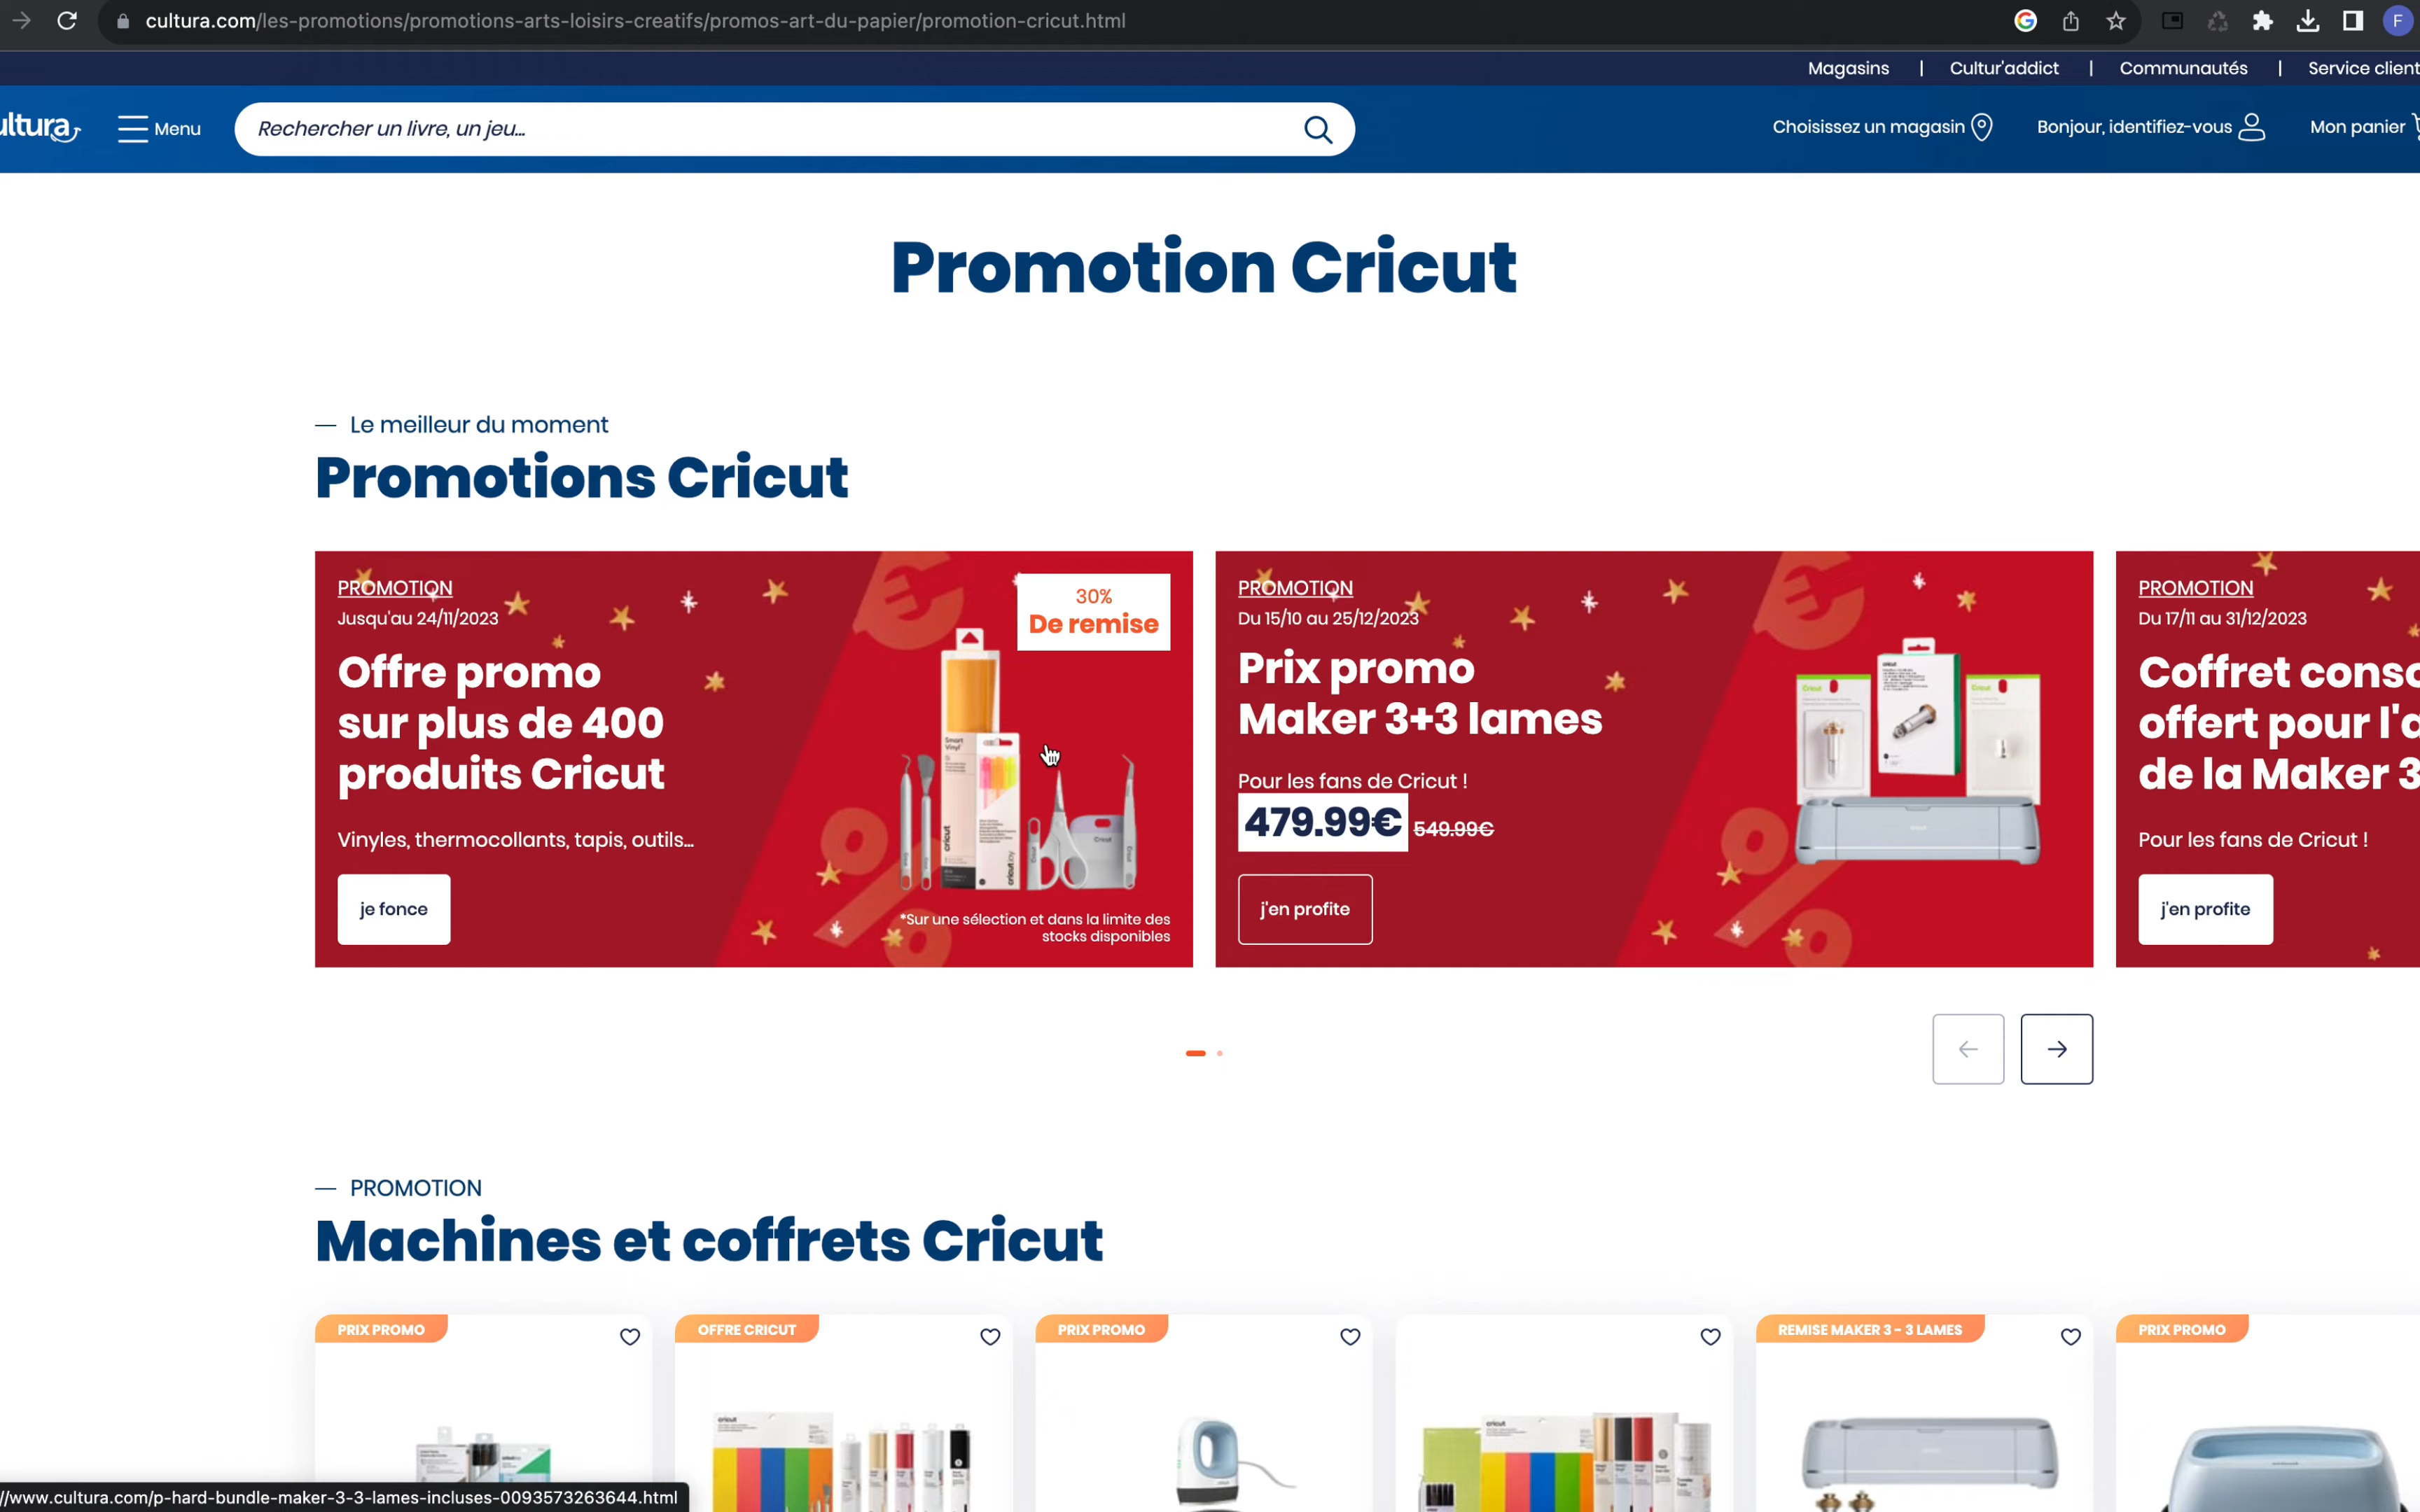 cultura.com/les-promotions/promotions-arts-loisirs-creatifs/promos-art-du-papier/promotion-cricut.html
F
Magasins | Cultur'addict | Communautés | Service client
ultura
Menu
Rechercher un livre, un jeu...
Choisissez un magasin
Bonjour, identifiez-vous
Mon panier
Promotion Cricut
— Le meilleur du moment
Promotions Cricut
PROMOTION
Jusqu'au 24/11/2023
30%
De remise
Offre promo
sur plus de 400
produits Cricut
Vinyles, thermocollants, tapis, outils...
je fonce
*Sur une sélection et dans la limite des
stocks disponibles
PROMOTION
Du 15/10 au 25/12/2023
Prix promo
Maker 3+3 lames
Pour les fans de Cricut !
479.99€ 549.99€
j'en profite
PROMOTION
Du 17/11 au 31/12/2023
Coffret conso
offert pour l'a
de la Maker 3
Pour les fans de Cricut !
j'en profite
— PROMOTION
Machines et coffrets Cricut
PRIX PROMO
OFFRE CRICUT
PRIX PROMO
REMISE MAKER 3 - 3 LAMES
PRIX PROMO
//www.cultura.com/p-hard-bundle-maker-3-3-lames-incluses-0093573263644.html